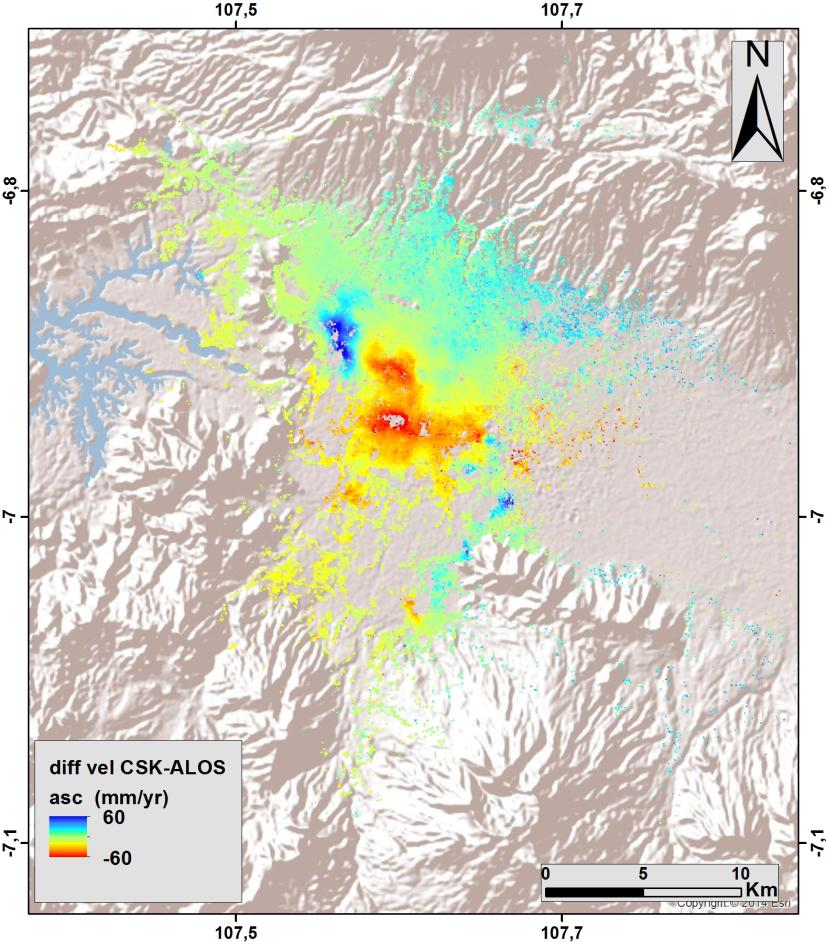 107,5 107,7
N
-6,8 -6,8
-7 -7
-7,1 -7,1
diff vel CSK-ALOS
asc (mm/yr)
60
-60
0 5 10
Km
Copyright:© 2014 Esri
107,5 107,7